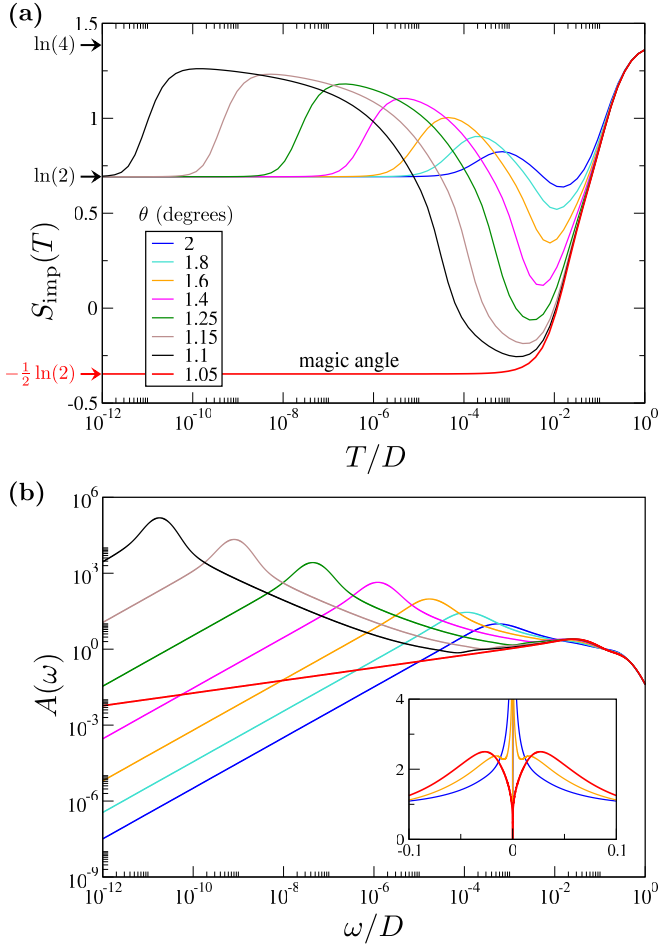 (a)
1.5
ln(4)
1
ln(2)
θ (degrees)
2
1.8
1.6
1.4
1.25
1.15
1.1
1.05
0.5
S_imp(T)
0
magic angle
-1/2 ln(2)
-0.5
10^-12 10^-10 10^-8 10^-6 10^-4 10^-2 10^0
T/D
(b)
10^6
10^3
10^0
A(ω)
10^-3
10^-6
10^-9
4
2
0
-0.1 0 0.1
10^-12 10^-10 10^-8 10^-6 10^-4 10^-2 10^0
ω/D